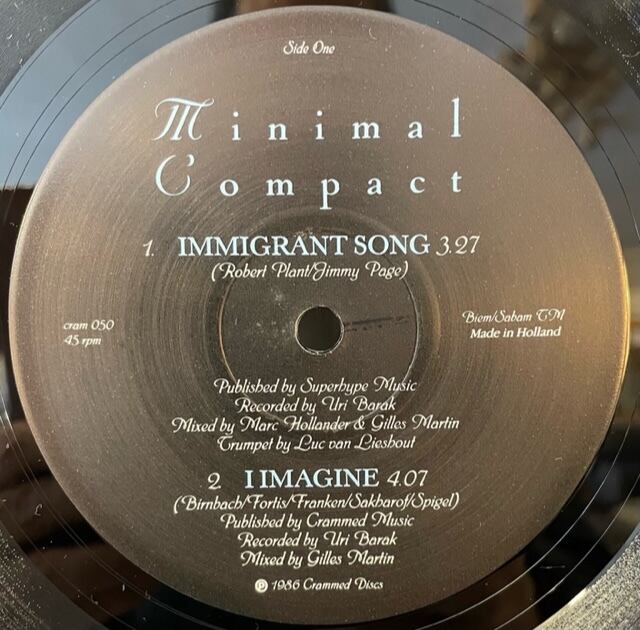 Side One
Minimal
Compact
1. IMMIGRANT SONG 3.27
(Robert Plant/Jimmy Page)
cram 050
45 rpm
Biem/Sabam TM
Made in Holland
Published by Superhype Music
Recorded by Uri Barak
Mixed by Marc Hollander & Gilles Martin
Trumpet by Luc van Lieshout
2. I IMAGINE 4.07
(Birnbach/Fortis/Franken/Sakharof/Spigel)
Published by Crammed Music
Recorded by Uri Barak
Mixed by Gilles Martin
℗ 1986 Crammed Discs